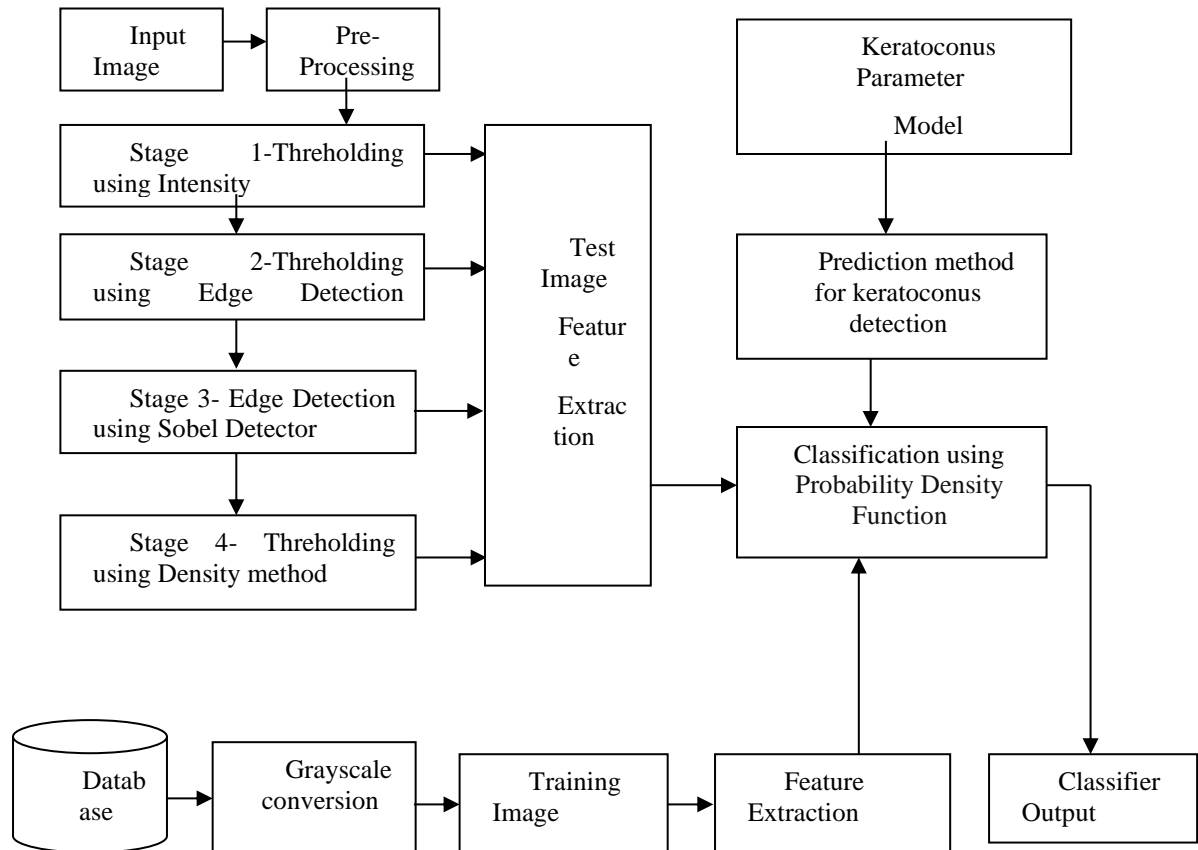 Input
Image
Pre-
Processing
Stage 1-Threholding
using Intensity
Stage 2-Threholding
using Edge Detection
Stage 3- Edge Detection
using Sobel Detector
Stage 4- Threholding
using Density method
Test
Image
Featur
e
Extrac
tion
Keratoconus
Parameter
Model
Prediction method
for keratoconus
detection
Classification using
Probability Density
Function
Datab
ase
Grayscale
conversion
Training
Image
Feature
Extraction
Classifier
Output